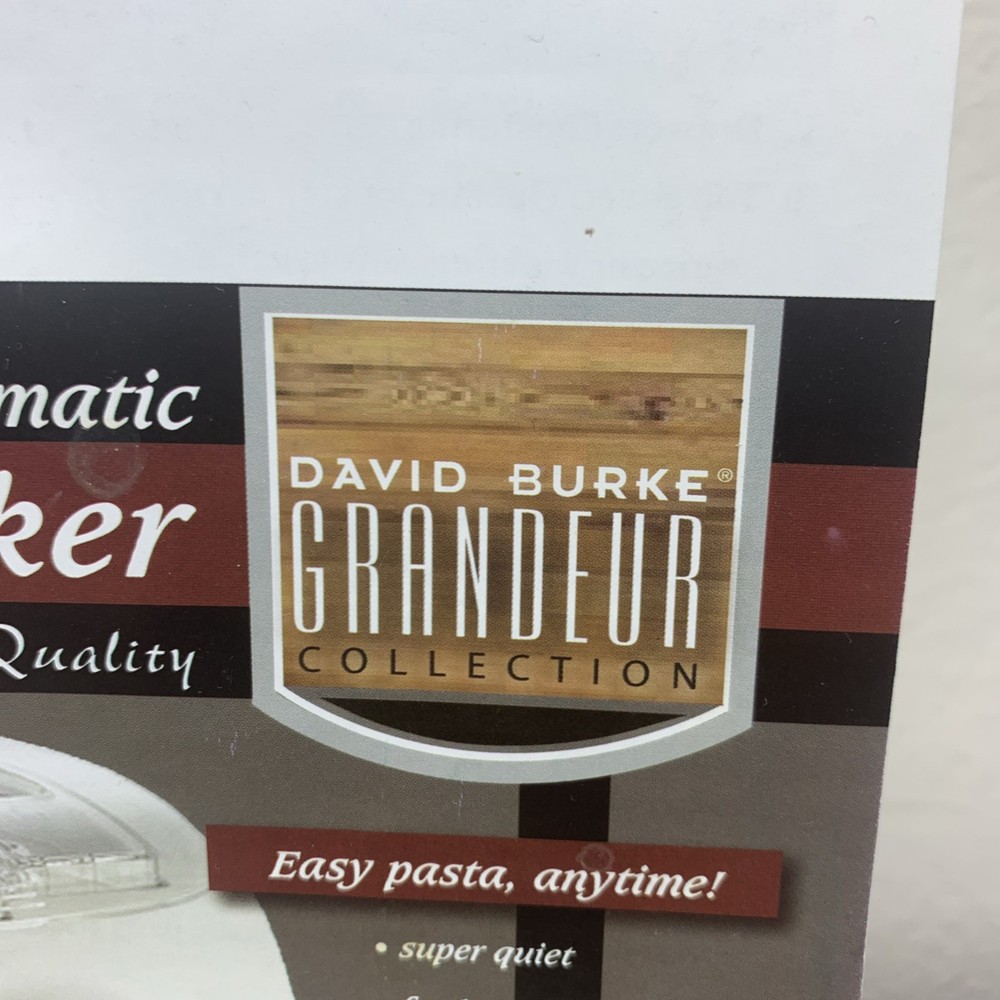 matic
ker
Quality
DAVID BURKE®
GRANDEUR
COLLECTION
Easy pasta, anytime!
• super quiet